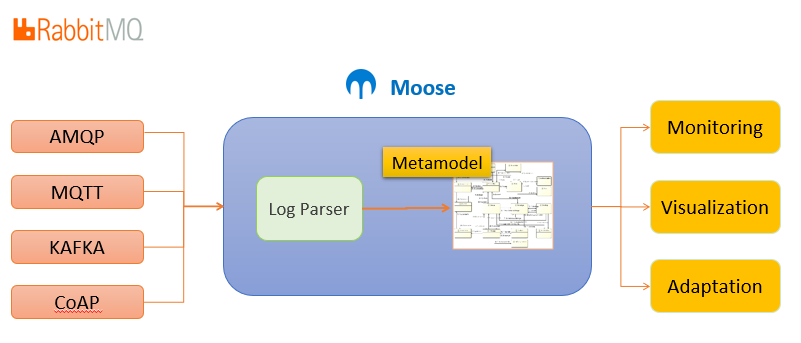 RabbitMQ
Moose
AMQP
MQTT
KAFKA
CoAP
Log Parser
Metamodel
Monitoring
Visualization
Adaptation